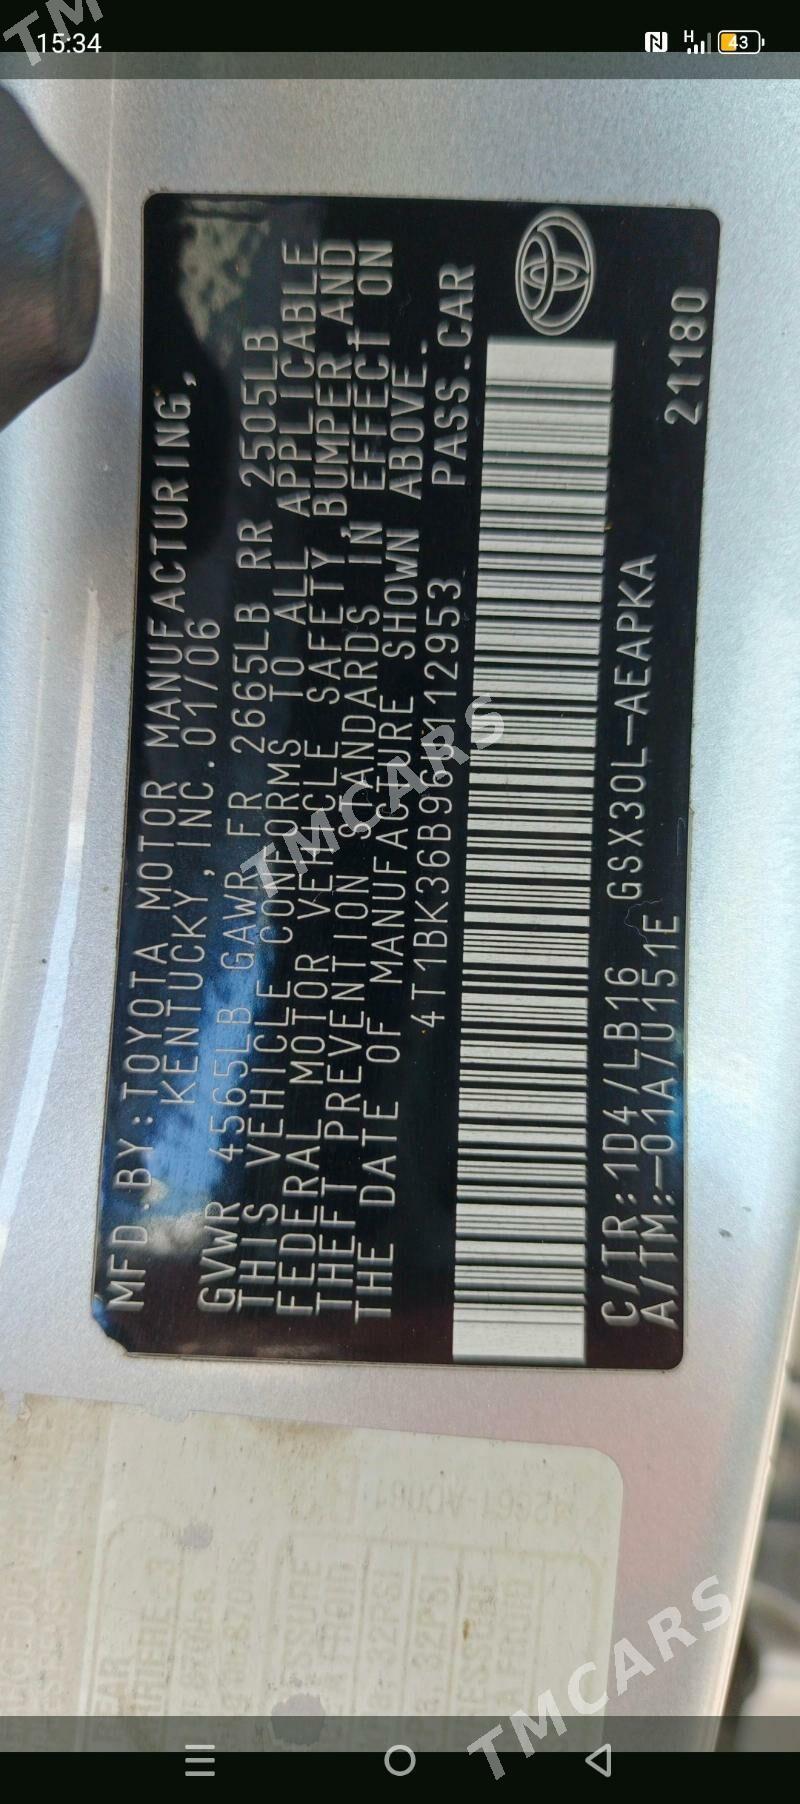 15:34
H
43
MFD.BY:TOYOTA MOTOR MANUFACTURING,
KENTUCKY, INC. 01/06
GVWR 4565LB GAWR FR 2665LB RR 2505LB
THIS VEHICLE CONFORMS TO ALL APPLICABLE
FEDERAL MOTOR VEHICLE SAFETY, BUMPER AND
THEFT PREVENTION STANDARDS IN EFFECT ON
THE DATE OF MANUFACTURE SHOWN ABOVE.
PASS.CAR
C/TR:1D4/LB16 GSX30L-AEAPKA
A/TM:-01A/U151E
21180
TMCARS
TMCARS